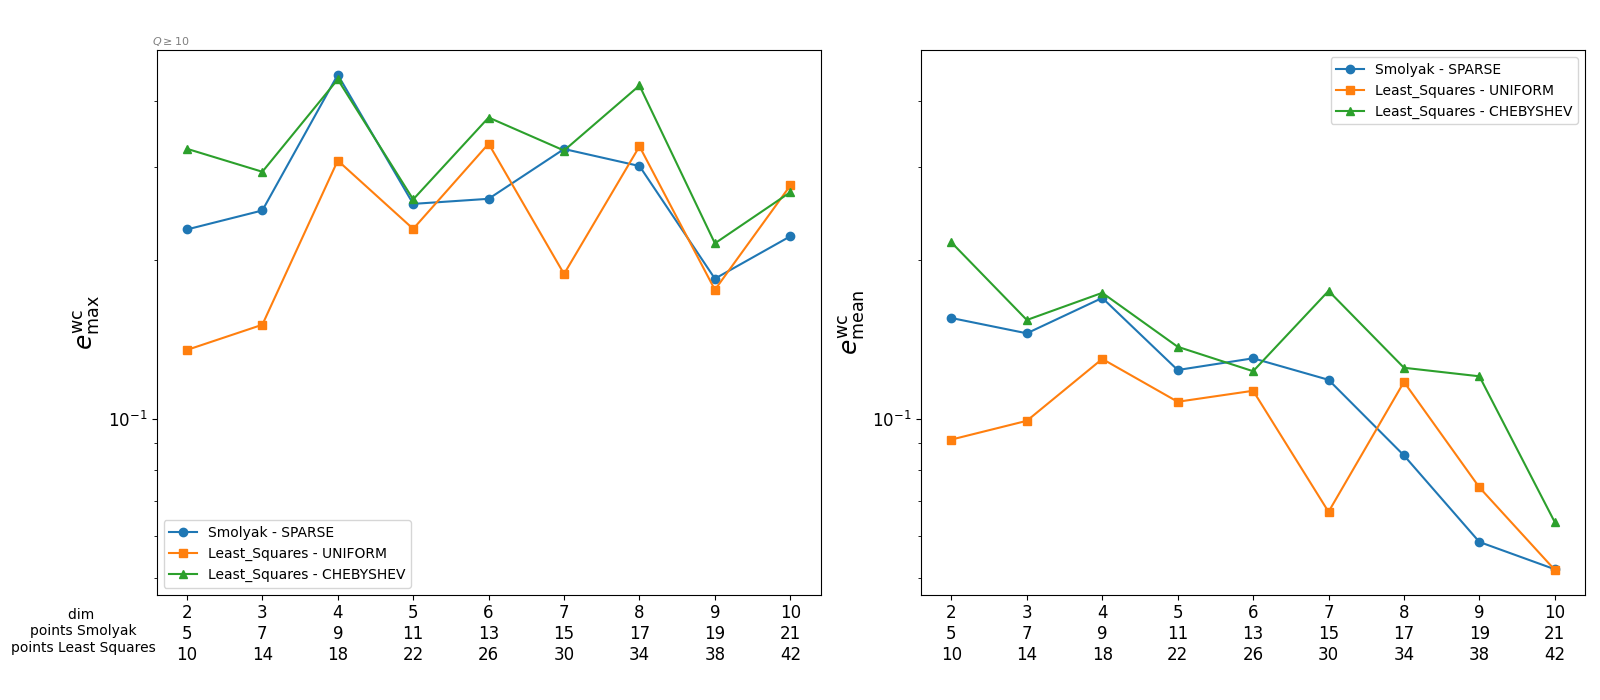 Q ≥ 10
e^wc_max
10^−1
Smolyak - SPARSE
Least_Squares - UNIFORM
Least_Squares - CHEBYSHEV
dim 2 3 4 5 6 7 8 9 10
points Smolyak 5 7 9 11 13 15 17 19 21
points Least Squares 10 14 18 22 26 30 34 38 42
e^wc_mean
10^−1
Smolyak - SPARSE
Least_Squares - UNIFORM
Least_Squares - CHEBYSHEV
2 3 4 5 6 7 8 9 10
5 7 9 11 13 15 17 19 21
10 14 18 22 26 30 34 38 42